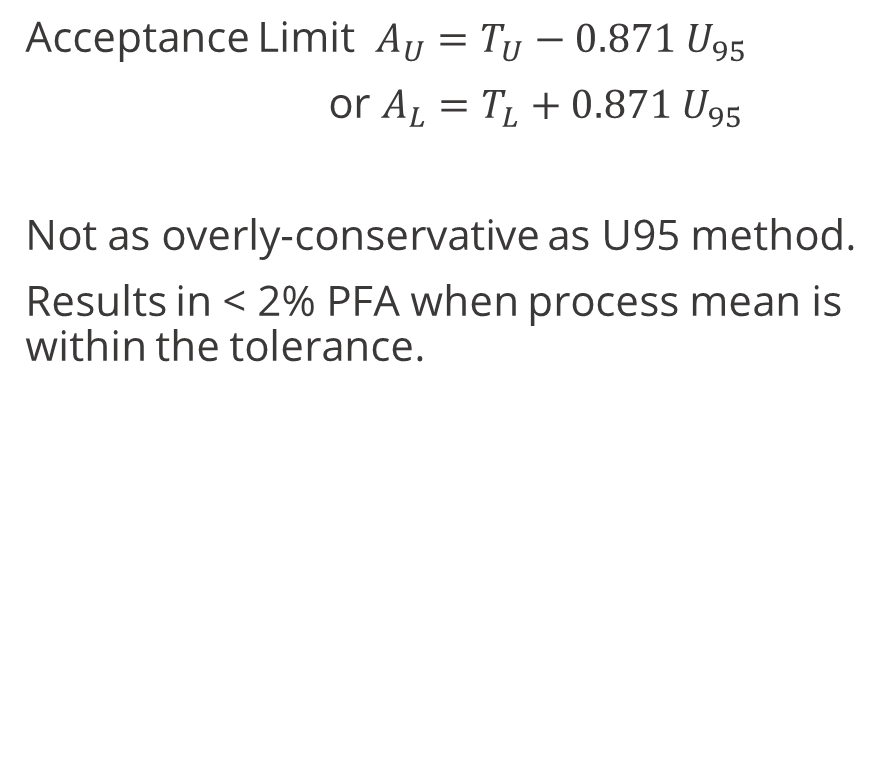 Acceptance Limit A_U = T_U − 0.871 U_95
or A_L = T_L + 0.871 U_95
Not as overly-conservative as U95 method.
Results in < 2% PFA when process mean is
within the tolerance.